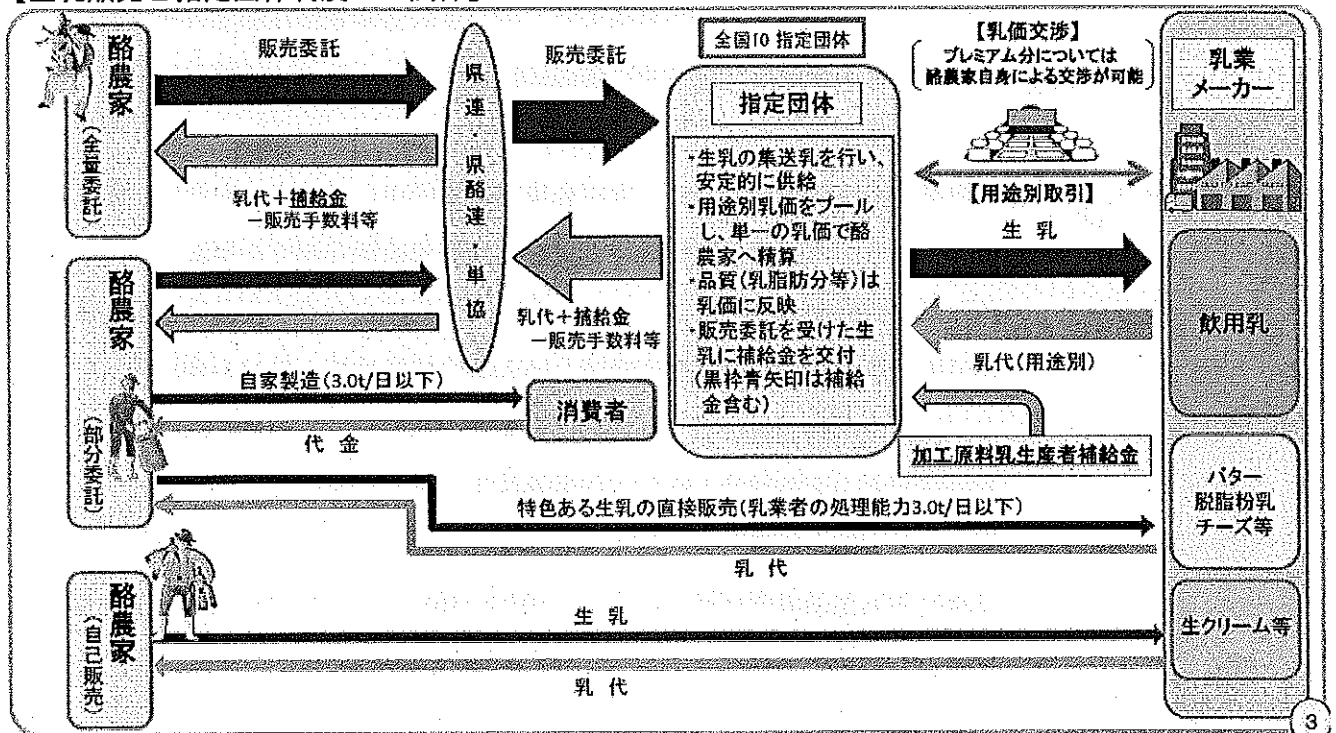 酪農家
(全量委託)
販売委託
乳代+補給金
-販売手数料等
県連・県酪連・単協
販売委託
乳代+補給金
-販売手数料等
全国10指定団体
指定団体
・生乳の集送乳を行い、
安定的に供給
・用途別乳価をプール
し、単一の乳価で酪
農家へ精算
・品質(乳脂肪分等)は
乳価に反映
・販売委託を受けた生
乳に補給金を交付
(黒枠青矢印は補給
金含む)
【乳価交渉】
プレミアム分については
酪農家自身による交渉が可能
【用途別取引】
生乳
乳代(用途別)
加工原料乳生産者補給金
乳業
メーカー
飲用乳
バター
脱脂粉乳
チーズ等
生クリーム等
酪農家
(部分委託)
自家製造(3.0t/日以下)
代金
消費者
特色ある生乳の直接販売(乳業者の処理能力3.0t/日以下)
乳代
酪農家
(自己販売)
生乳
乳代
3